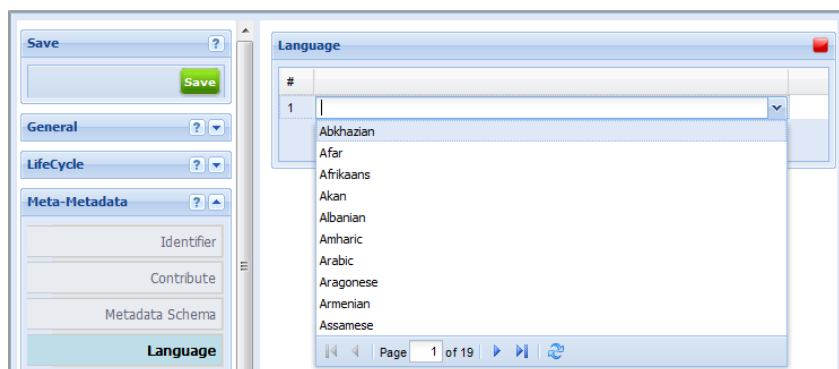 Save ?
Save
General ?
LifeCycle ?
Meta-Metadata ?
Identifier
Contribute
Metadata Schema
Language
Language
#
1
Abkhazian
Afar
Afrikaans
Akan
Albanian
Amharic
Arabic
Aragonese
Armenian
Assamese
Page 1 of 19